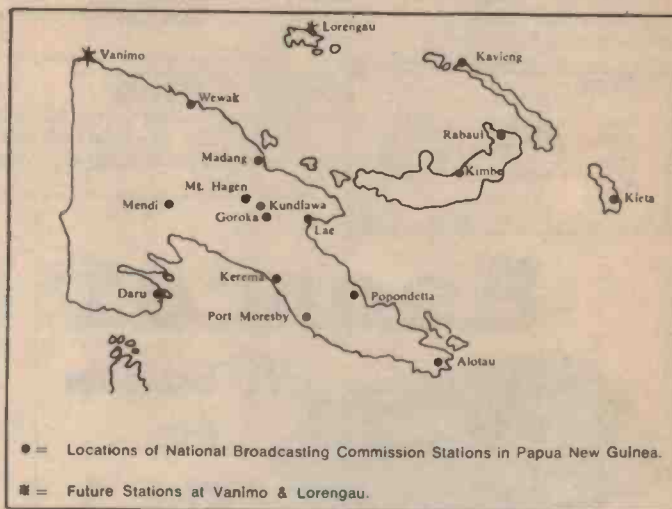 Lorengau
Vanimo
Kavieng
Wewak
Rabaul
Madang
Kimbe
Mt. Hagen
Mendi
Kundiawa
Kieta
Goroka
Lae
Kerema
Daru
Popondetta
Port Moresby
Alotau
● = Locations of National Broadcasting Commission Stations in Papua New Guinea.
✱ = Future Stations at Vanimo & Lorengau.